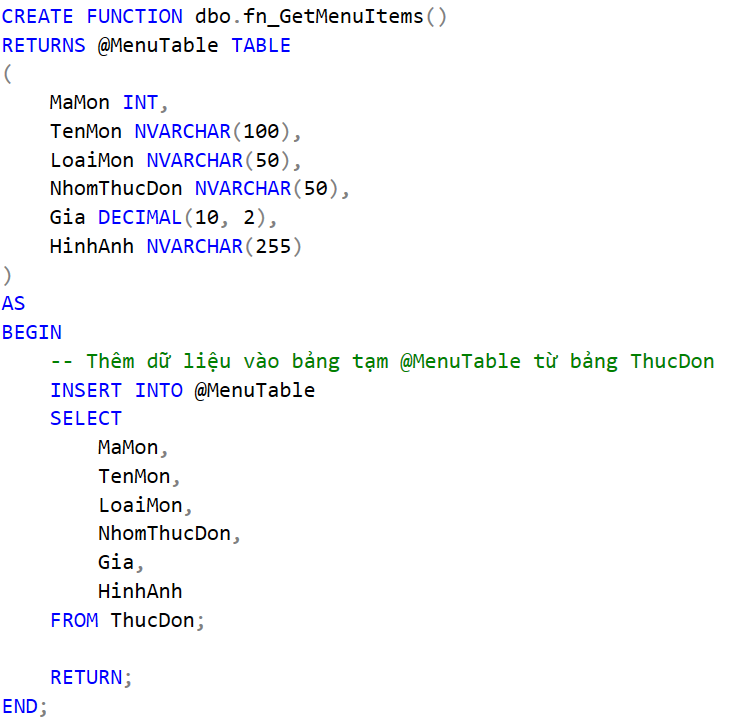 CREATE FUNCTION dbo.fn_GetMenuItems()
RETURNS @MenuTable TABLE
(
    MaMon INT,
    TenMon NVARCHAR(100),
    LoaiMon NVARCHAR(50),
    NhomThucDon NVARCHAR(50),
    Gia DECIMAL(10, 2),
    HinhAnh NVARCHAR(255)
)
AS
BEGIN
    -- Thêm dữ liệu vào bảng tạm @MenuTable từ bảng ThucDon
    INSERT INTO @MenuTable
    SELECT
        MaMon,
        TenMon,
        LoaiMon,
        NhomThucDon,
        Gia,
        HinhAnh
    FROM ThucDon;

    RETURN;
END;